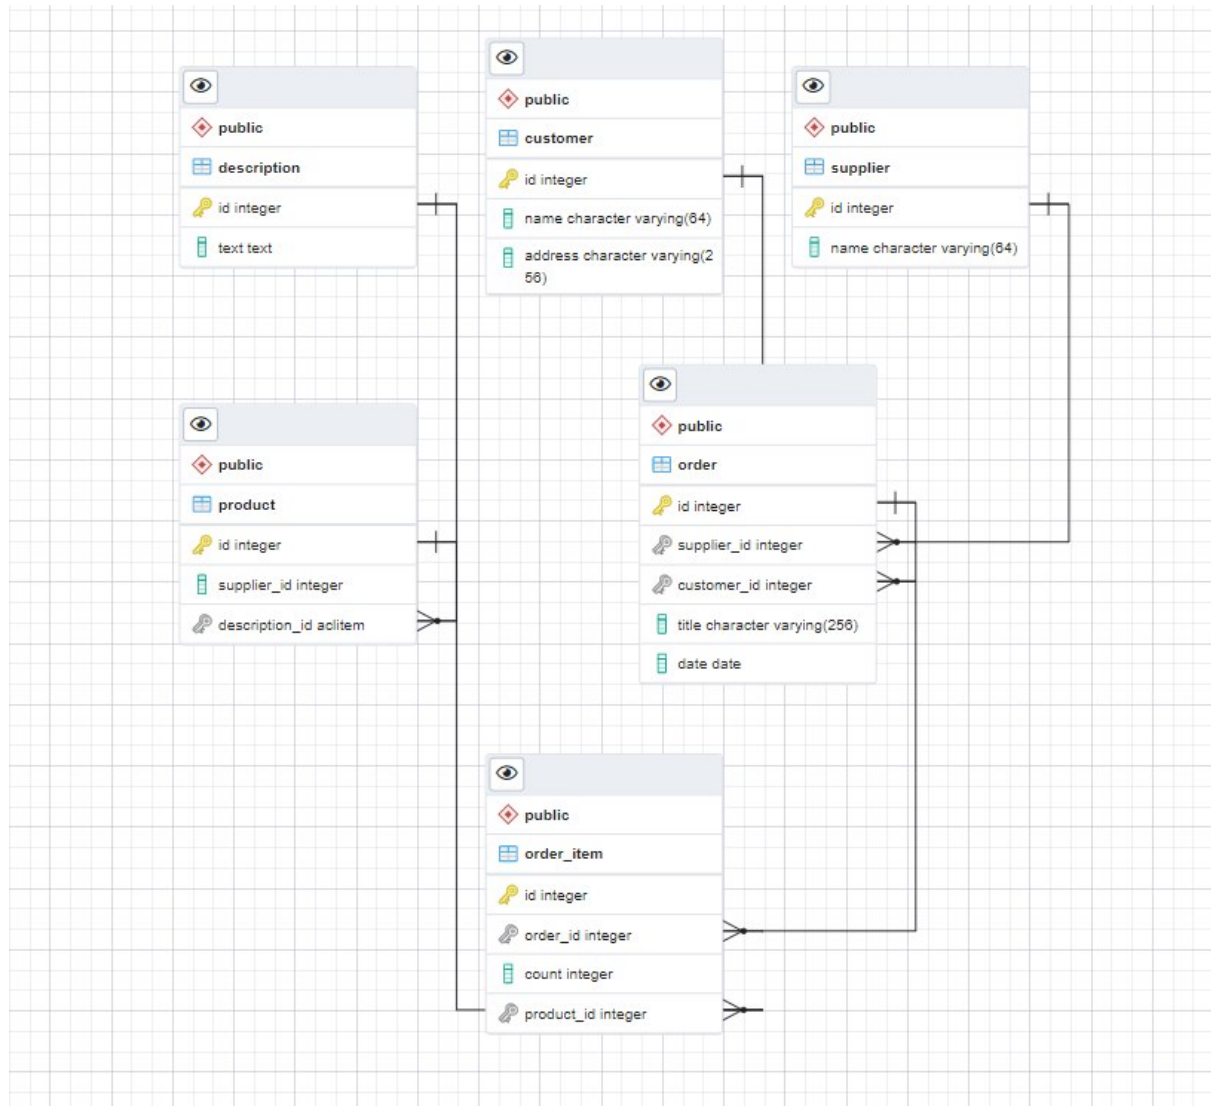 public
description
id integer
text text
public
customer
id integer
name character varying(64)
address character varying(2
56)
public
supplier
id integer
name character varying(64)
public
product
id integer
supplier_id integer
description_id aclitem
public
order
id integer
supplier_id integer
customer_id integer
title character varying(256)
date date
public
order_item
id integer
order_id integer
count integer
product_id integer